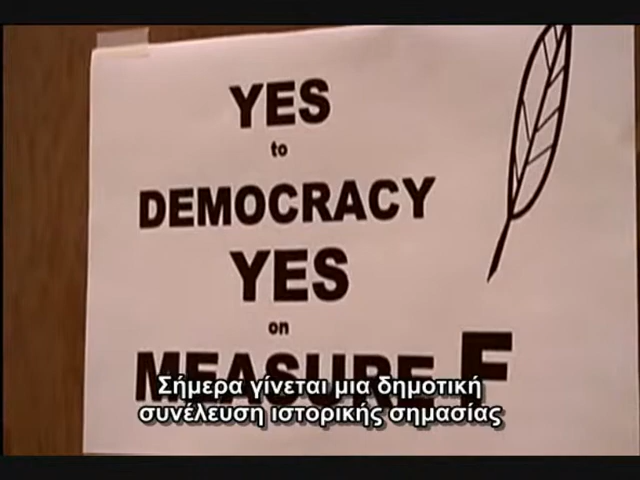 YES
to
DEMOCRACY
YES
on
MEASURE F
Σήμερα γίνεται μια δημοτική
συνέλευση ιστορικής σημασίας